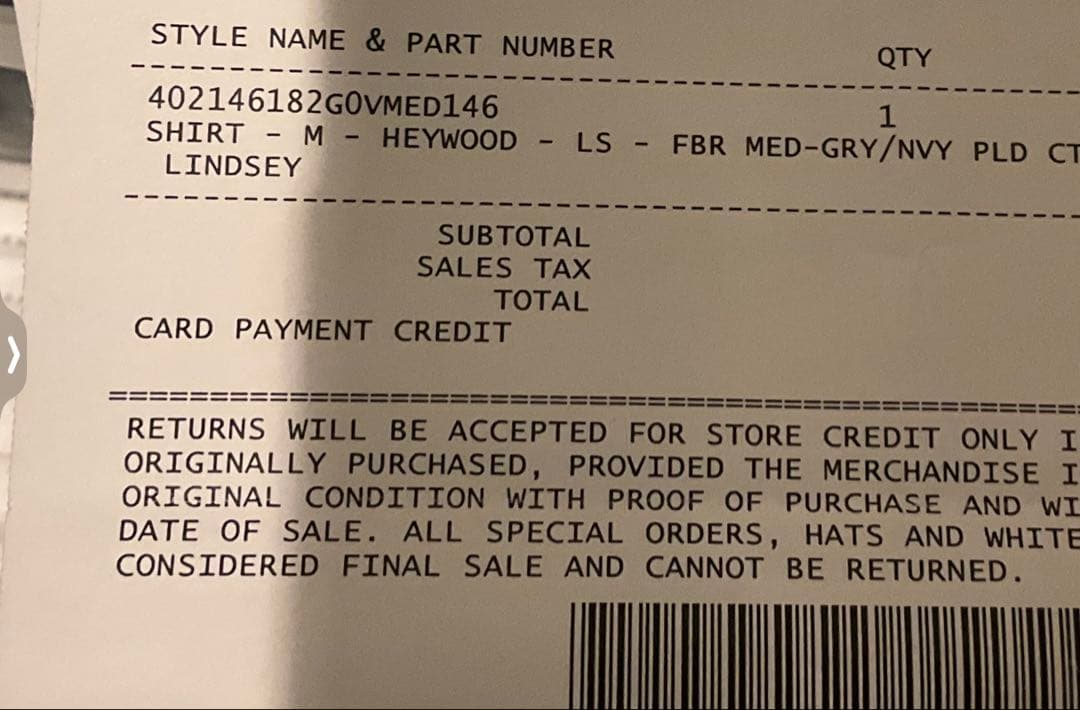 STYLE NAME & PART NUMBER QTY
402146182GOVMED146 1
SHIRT - M - HEYWOOD - LS - FBR MED-GRY/NVY PLD CT
LINDSEY
SUBTOTAL
SALES TAX
TOTAL
CARD PAYMENT CREDIT
RETURNS WILL BE ACCEPTED FOR STORE CREDIT ONLY I
ORIGINALLY PURCHASED, PROVIDED THE MERCHANDISE I
ORIGINAL CONDITION WITH PROOF OF PURCHASE AND WI
DATE OF SALE. ALL SPECIAL ORDERS, HATS AND WHITE
CONSIDERED FINAL SALE AND CANNOT BE RETURNED.